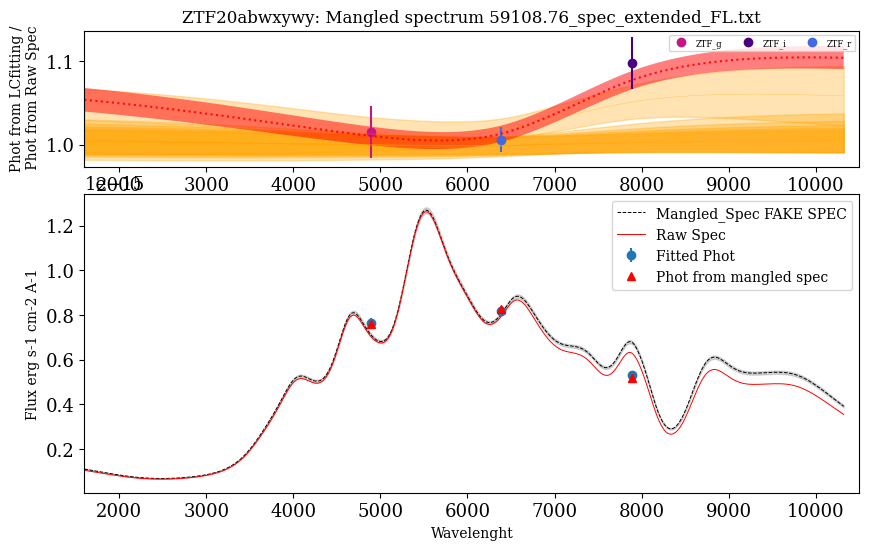 ZTF20abwxywy: Mangled spectrum 59108.76_spec_extended_FL.txt
Phot from LCfitting /
Phot from Raw Spec
1.1
1.0
ZTF_g ZTF_i ZTF_r
2000 3000 4000 5000 6000 7000 8000 9000 10000
1e−15
Flux erg s-1 cm-2 A-1
1.2
1.0
0.8
0.6
0.4
0.2
Mangled_Spec FAKE SPEC
Raw Spec
Fitted Phot
Phot from mangled spec
2000 3000 4000 5000 6000 7000 8000 9000 10000
Wavelenght